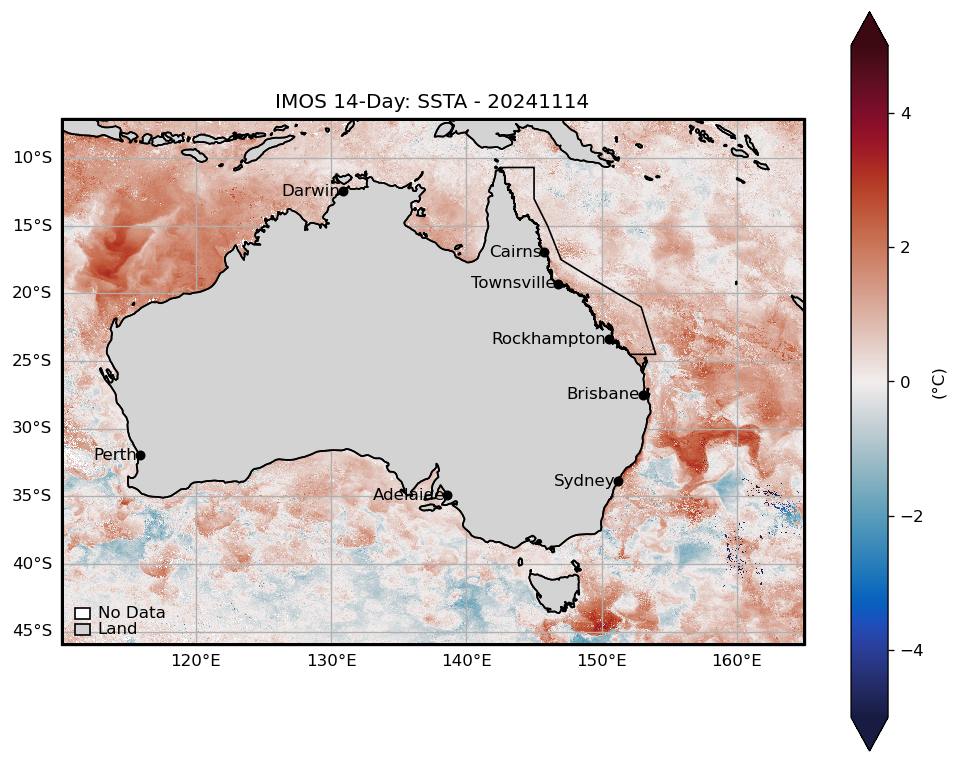 IMOS 14-Day: SSTA - 20241114
4
2
0
−2
−4
(°C)
10°S
15°S
20°S
25°S
30°S
35°S
40°S
45°S
Darwin
Cairns
Townsville
Rockhampton
Brisbane
Perth
Sydney
Adelaide
No Data
Land
120°E
130°E
140°E
150°E
160°E